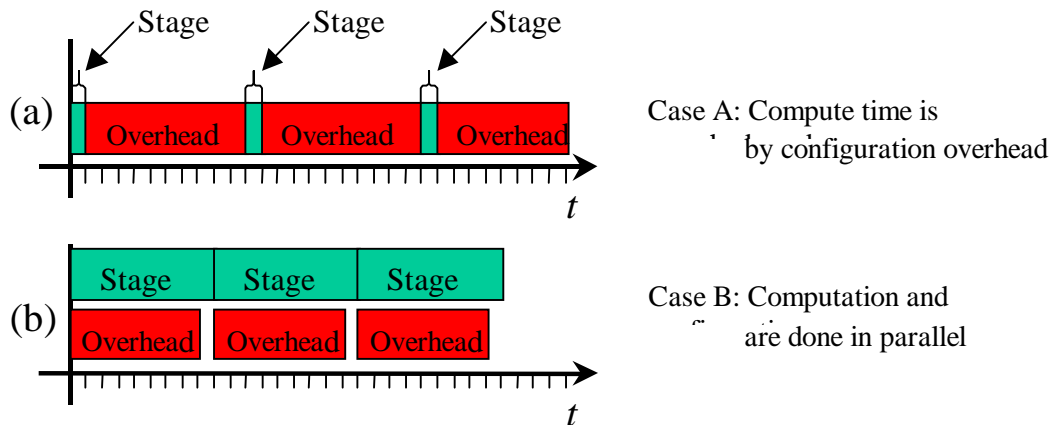 Stage Stage Stage
(a)
Overhead Overhead Overhead
Case A: Compute time is
by configuration overhead
t
Stage Stage Stage
(b)
Overhead Overhead Overhead
Case B: Computation and
are done in parallel
t